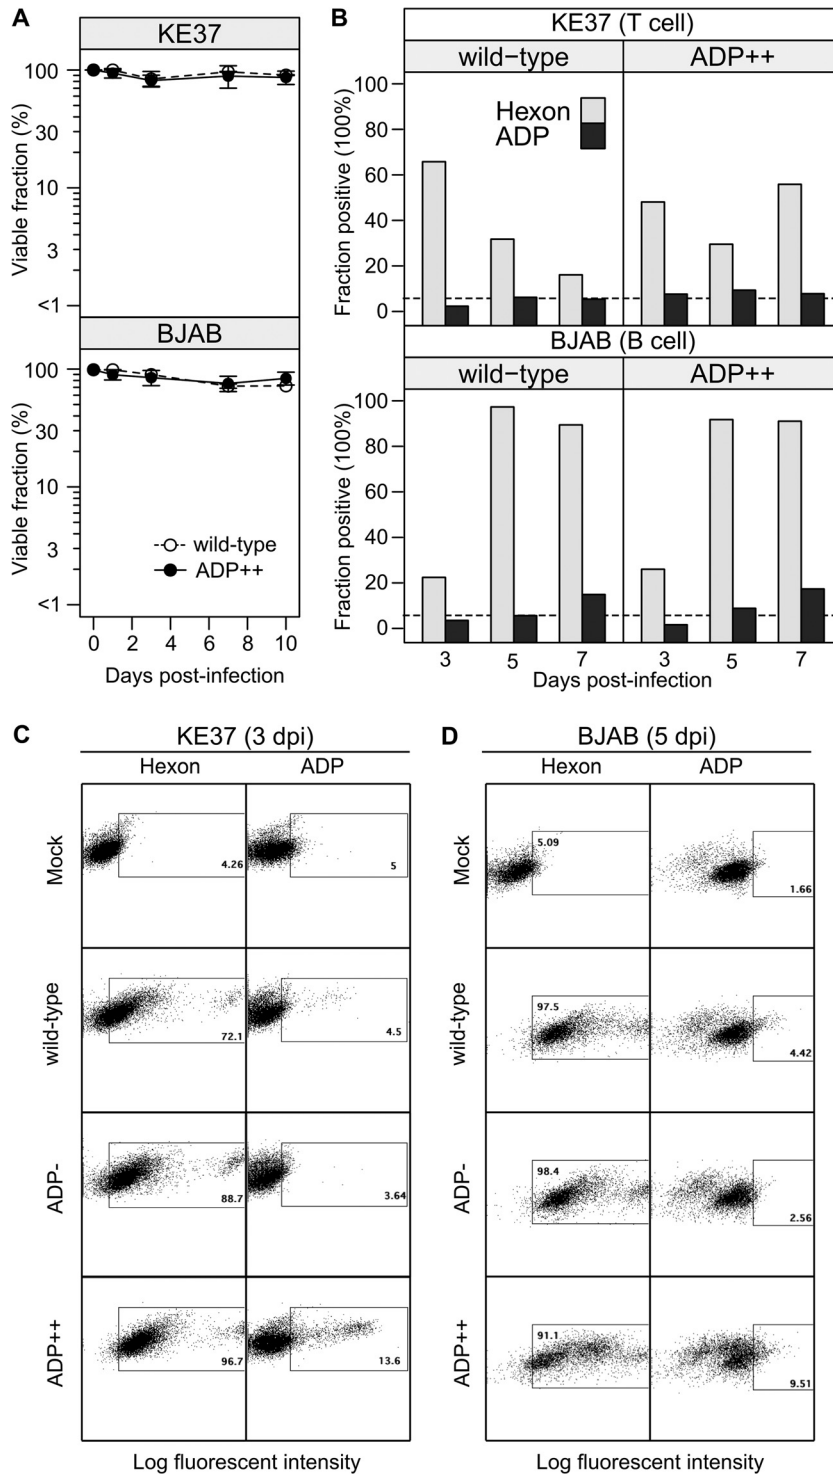 A
KE37
Viable fraction (%)
100
30
10
3
<1
BJAB
Viable fraction (%)
100
30
10
3
<1
wild-type
ADP++
0 2 4 6 8 10
Days post-infection
B
KE37 (T cell)
wild−type ADP++
Fraction positive (100%)
100
80
60
40
20
0
Hexon
ADP
BJAB (B cell)
wild−type ADP++
Fraction positive (100%)
100
80
60
40
20
0
3 5 7 3 5 7
Days post-infection
C
KE37 (3 dpi)
Hexon ADP
Mock
4.26 5
wild-type
72.1 4.5
ADP-
88.7 3.64
ADP++
96.7 13.6
Log fluorescent intensity
D
BJAB (5 dpi)
Hexon ADP
Mock
5.09 1.66
wild-type
97.5 4.42
ADP-
98.4 2.56
ADP++
91.1 9.51
Log fluorescent intensity